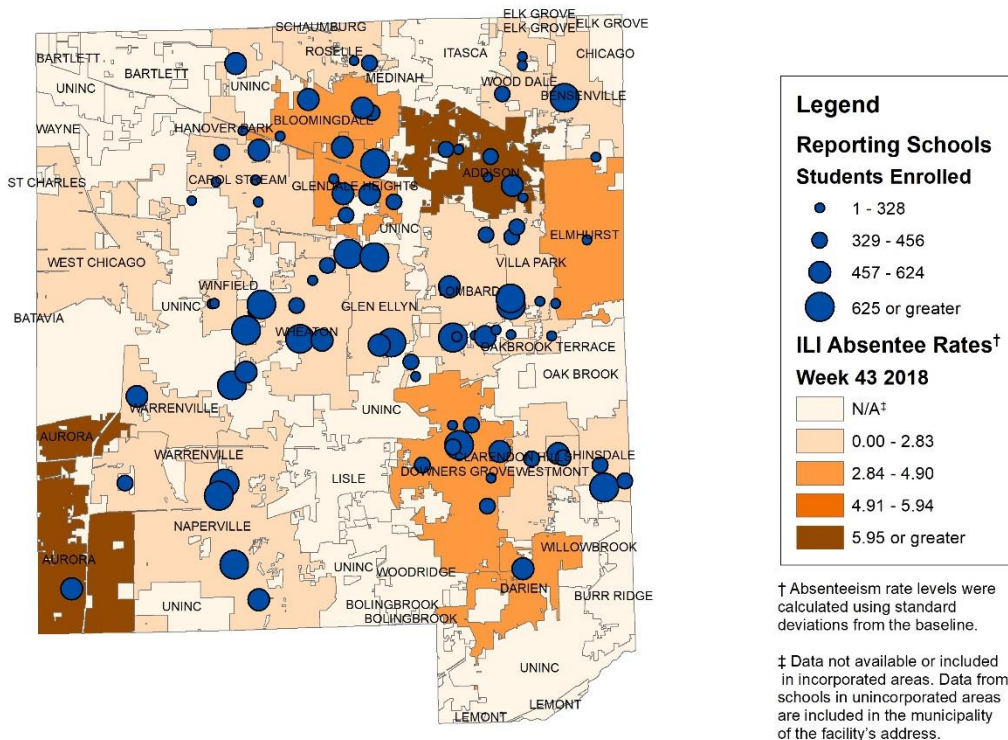 ELK GROVE
SCHAUMBURG
ELK GROVE
ELK GROVE
BARTLETT
ROSELLE
ITASCA
CHICAGO
BARTLETT
MEDINAH
UNINC
UNINC
WOOD DALE
BENSENVILLE
WAYNE
HANOVER PARK
BLOOMINGDALE
ST CHARLES
CAROL STREAM
GLENDALE HEIGHTS
ADDISON
UNINC
ELMHURST
WEST CHICAGO
VILLA PARK
WINFIELD
LOMBARD
BATAVIA
UNINC
GLEN ELLYN
WHEATON
OAKBROOK TERRACE
OAK BROOK
UNINC
WARRENVILLE
AURORA
WARRENVILLE
CLARENDON HILLS
HINSDALE
LISLE
DOWNERS GROVE
WESTMONT
NAPERVILLE
WILLOWBROOK
AURORA
UNINC
WOODRIDGE
DARIEN
BURR RIDGE
UNINC
BOLINGBROOK
BOLINGBROOK
UNINC
LEMONT
LEMONT
Legend
Reporting Schools
Students Enrolled
1 - 328
329 - 456
457 - 624
625 or greater
ILI Absentee Rates†
Week 43 2018
N/A‡
0.00 - 2.83
2.84 - 4.90
4.91 - 5.94
5.95 or greater
† Absenteeism rate levels were
calculated using standard
deviations from the baseline.
‡ Data not available or included
in incorporated areas. Data from
schools in unincorporated areas
are included in the municipality
of the facility's address.